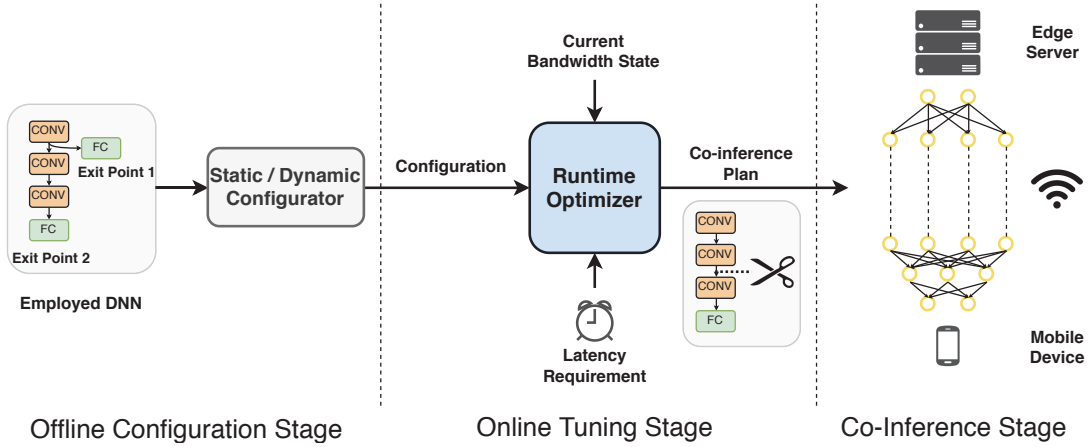 CONV
FC
Exit Point 1
CONV
CONV
FC
Exit Point 2
Employed DNN
Static / Dynamic
Configurator
Offline Configuration Stage
Configuration
Current
Bandwidth State
Runtime
Optimizer
Latency
Requirement
Co-inference
Plan
CONV
CONV
CONV
FC
Online Tuning Stage
Edge
Server
Mobile
Device
Co-Inference Stage